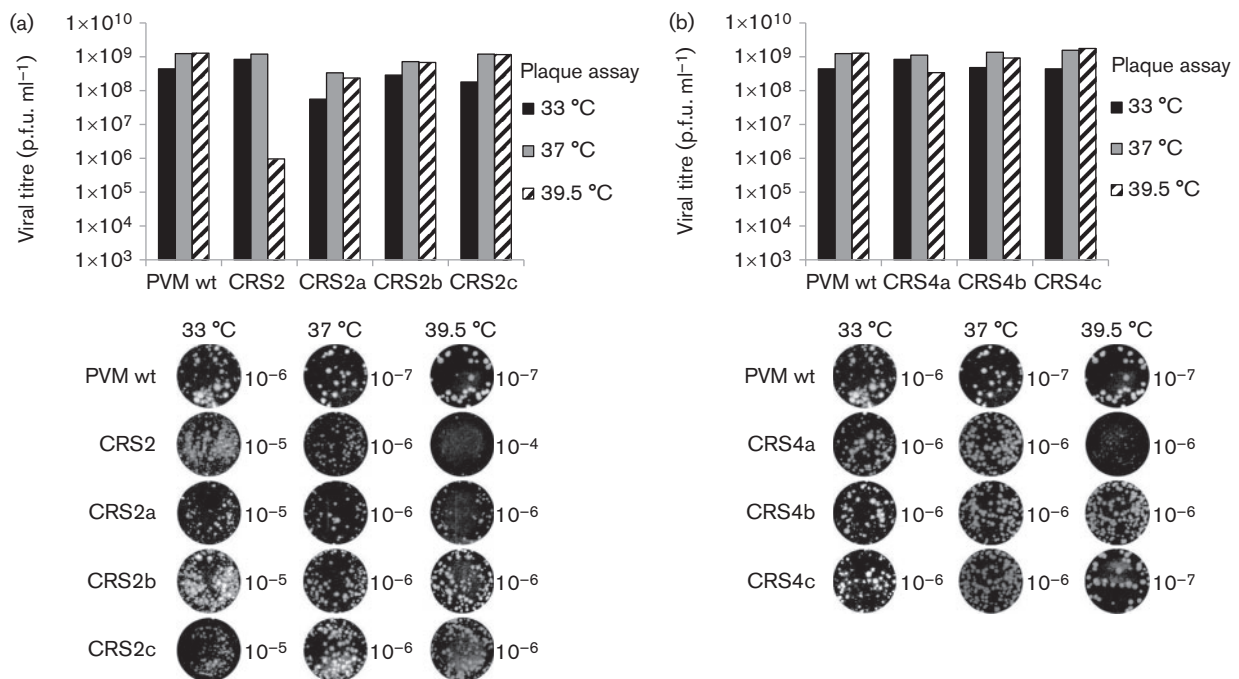 (a)
Viral titre (p.f.u. ml⁻¹)
1×10¹⁰
1×10⁹
1×10⁸
1×10⁷
1×10⁶
1×10⁵
1×10⁴
1×10³
PVM wt CRS2 CRS2a CRS2b CRS2c
Plaque assay
33 °C
37 °C
39.5 °C
33 °C 37 °C 39.5 °C
PVM wt 10⁻⁶ 10⁻⁷ 10⁻⁷
CRS2 10⁻⁵ 10⁻⁶ 10⁻⁴
CRS2a 10⁻⁵ 10⁻⁶ 10⁻⁶
CRS2b 10⁻⁵ 10⁻⁶ 10⁻⁶
CRS2c 10⁻⁵ 10⁻⁶ 10⁻⁶
(b)
Viral titre (p.f.u. ml⁻¹)
1×10¹⁰
1×10⁹
1×10⁸
1×10⁷
1×10⁶
1×10⁵
1×10⁴
1×10³
PVM wt CRS4a CRS4b CRS4c
Plaque assay
33 °C
37 °C
39.5 °C
33 °C 37 °C 39.5 °C
PVM wt 10⁻⁶ 10⁻⁷ 10⁻⁷
CRS4a 10⁻⁶ 10⁻⁶ 10⁻⁶
CRS4b 10⁻⁶ 10⁻⁶ 10⁻⁶
CRS4c 10⁻⁶ 10⁻⁶ 10⁻⁷